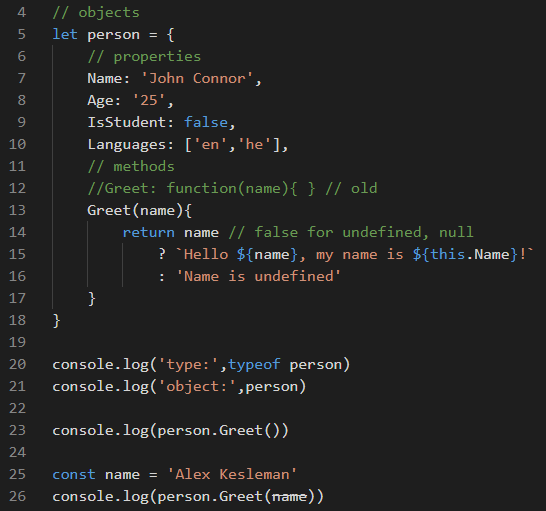 4 // objects
5 let person = {
6     // properties
7     Name: 'John Connor',
8     Age: '25',
9     IsStudent: false,
10     Languages: ['en','he'],
11     // methods
12     //Greet: function(name){ } // old
13     Greet(name){
14         return name // false for undefined, null
15             ? `Hello ${name}, my name is ${this.Name}!`
16             : 'Name is undefined'
17     }
18 }
19
20 console.log('type:',typeof person)
21 console.log('object:',person)
22
23 console.log(person.Greet())
24
25 const name = 'Alex Kesleman'
26 console.log(person.Greet(name))